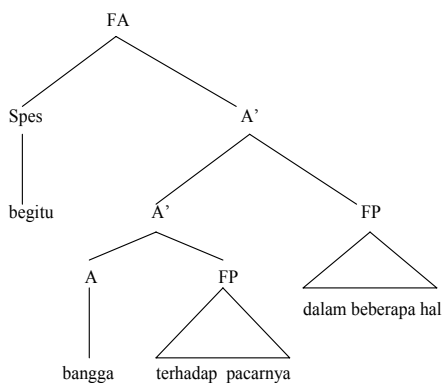 FA
Spes A’
begitu A’ FP
A FP dalam beberapa hal
bangga terhadap pacarnya